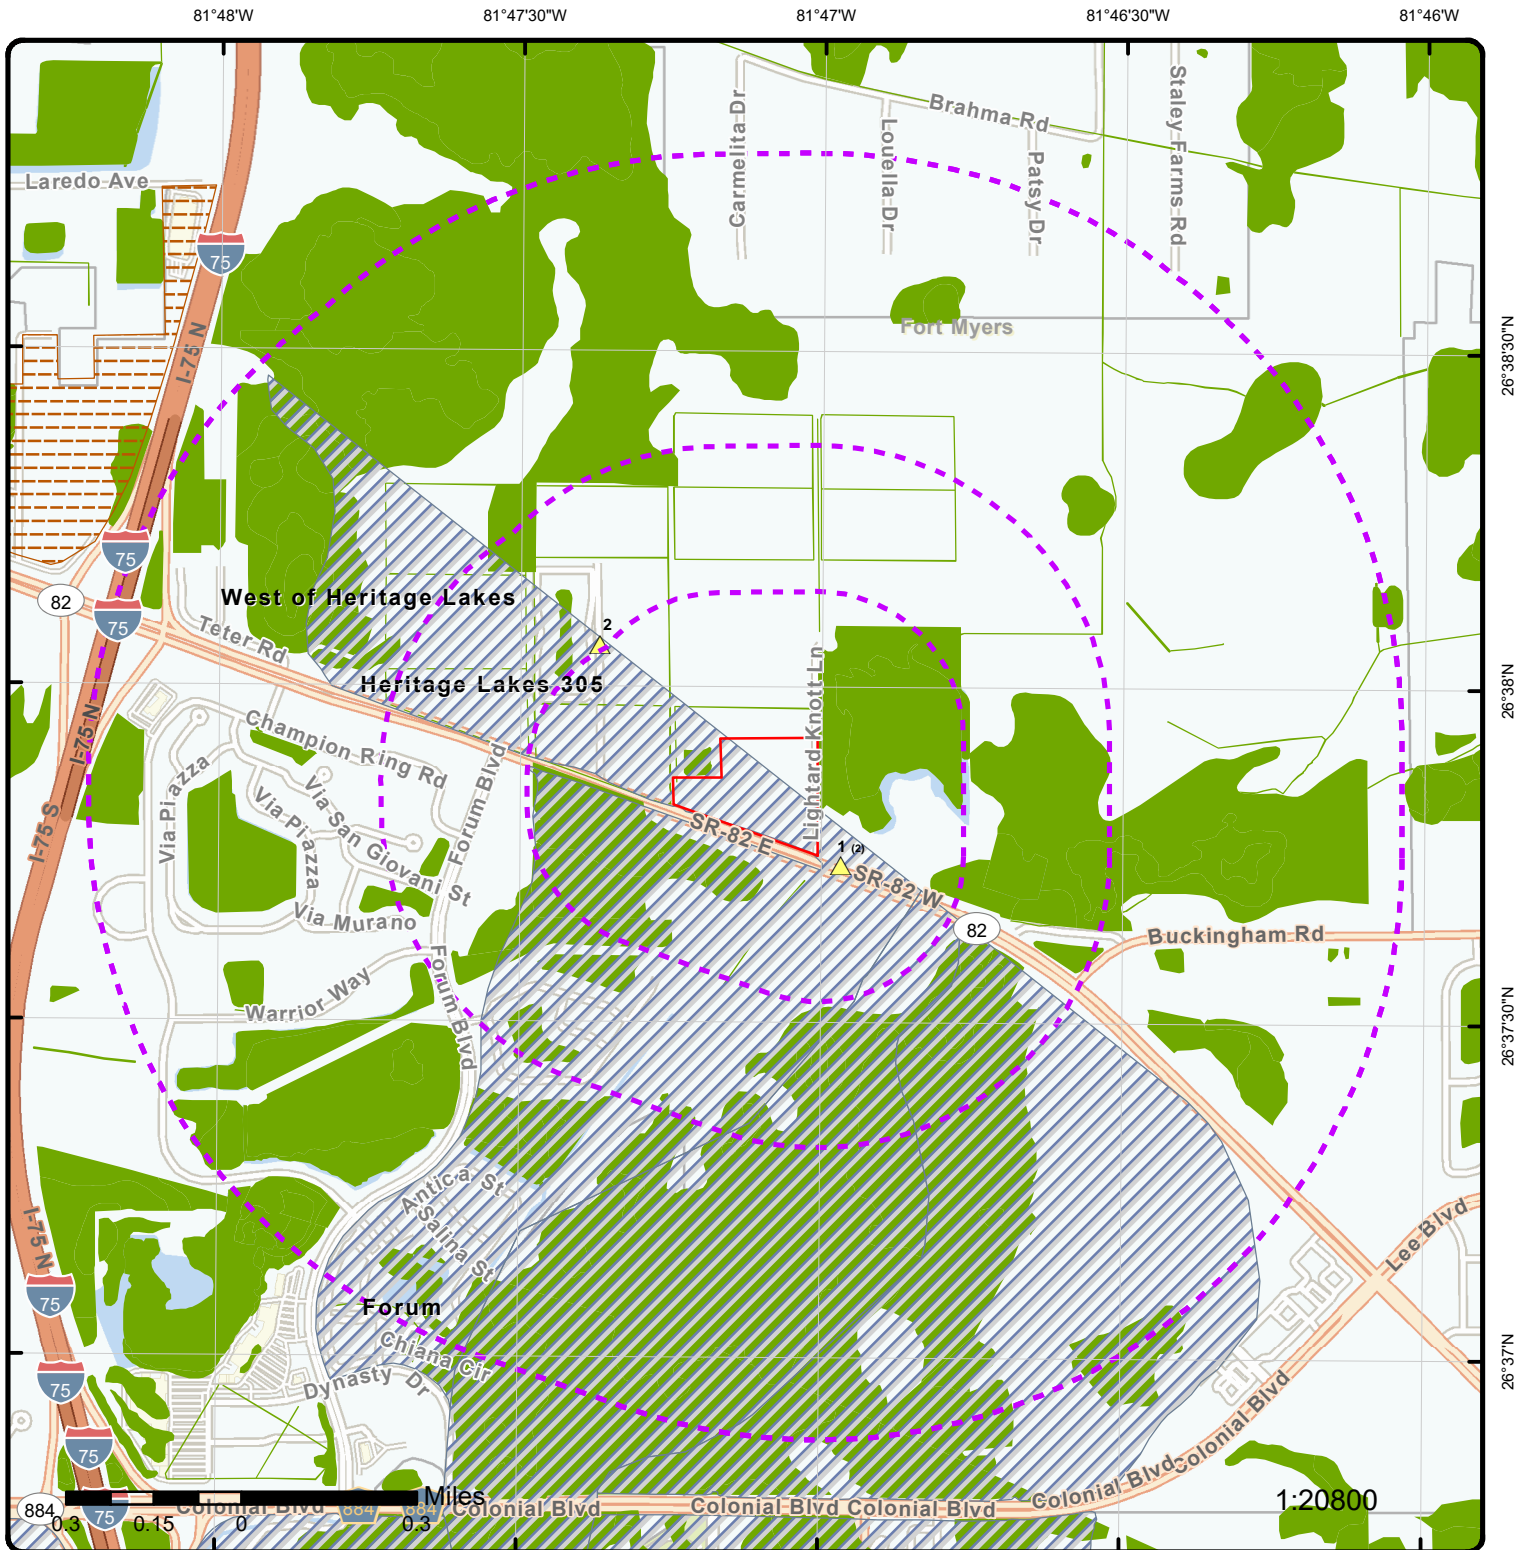 81°48'W
81°47'30"W
81°47'W
81°46'30"W
81°46'W
Brahma Rd
Carmelita Dr
Louella Dr
Patsy Dr
Staley Farms Rd
Laredo Ave
75
Fort Myers
I-75 N
26°38'30"N
75
82
75
West of Heritage Lakes
Teter Rd
2
Heritage Lakes 305
26°38'N
I-75 N
Champion Ring Rd
Forum Blvd
Lightard Knott Ln
Via Piazza
Via Piazza
Via San Giovani St
I-75 S
SR-82 E
1 (2)
SR-82 W
82
Via Murano
Buckingham Rd
Forum Blvd
Warrior Way
26°37'30"N
Antica St
Salina St
I-75 N
Lee Blvd
75
Forum
Chiana Cir
26°37'N
Dynasty Dr
75
75
Colonial Blvd
Colonial Blvd
884
75
Colonial Blvd
884
884
Colonial Blvd
Colonial Blvd
Colonial Blvd
Miles
0.3
0.15
0
0.3
1:20800